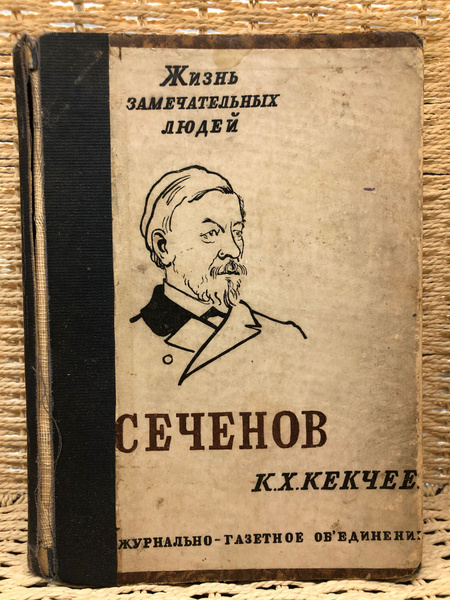 Жизнь
замечательных
людей
СЕЧЕНОВ
К.Х.КЕКЧЕЕ
ЖУРНАЛЬНО-ГАЗЕТНОЕ ОБ'ЕДИНЕНИ